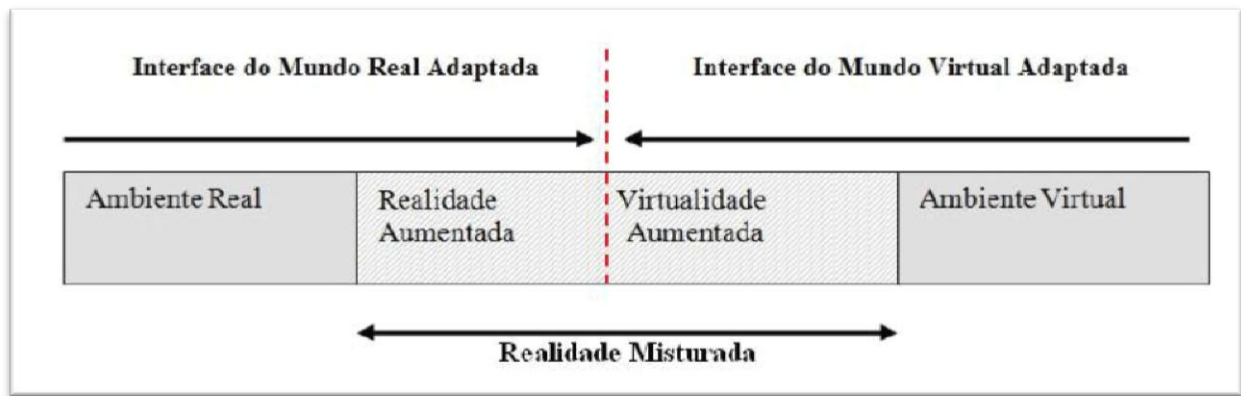 Interface do Mundo Real Adaptada
Interface do Mundo Virtual Adaptada
Ambiente Real
Realidade
Aumentada
Virtualidade
Aumentada
Ambiente Virtual
Realidade Misturada